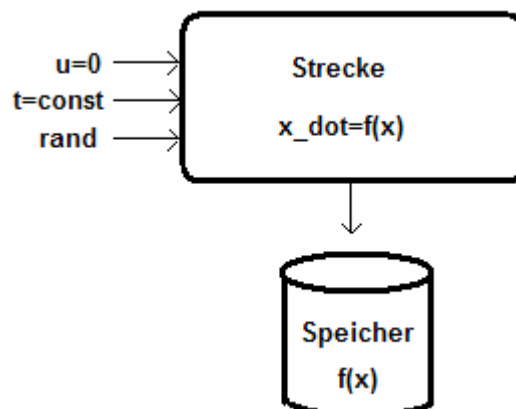 u=0
t=const
rand
Strecke
x_dot=f(x)
Speicher
f(x)